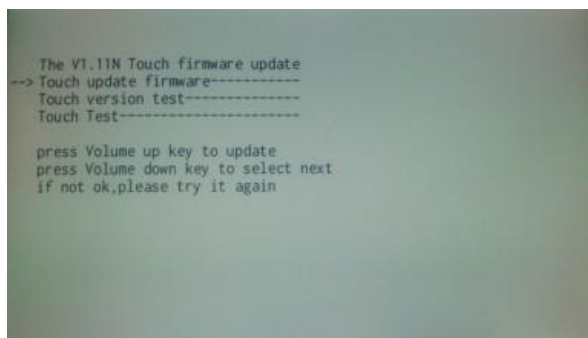 The V1.11N Touch firmware update
--> Touch update firmware-----------
Touch version test--------------
Touch Test----------------------
press Volume up key to update
press Volume down key to select next
if not ok,please try it again